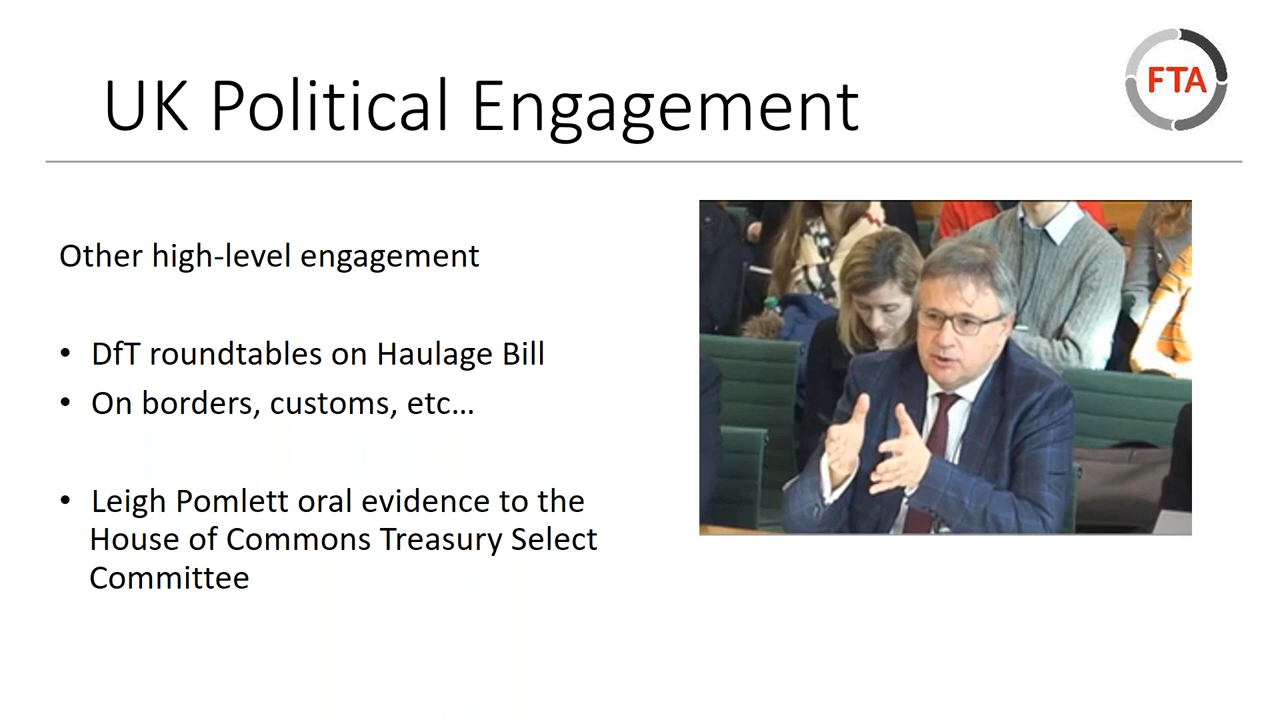 UK Political Engagement
FTA
Other high-level engagement
• DfT roundtables on Haulage Bill
• On borders, customs, etc…
• Leigh Pomlett oral evidence to the
House of Commons Treasury Select
Committee